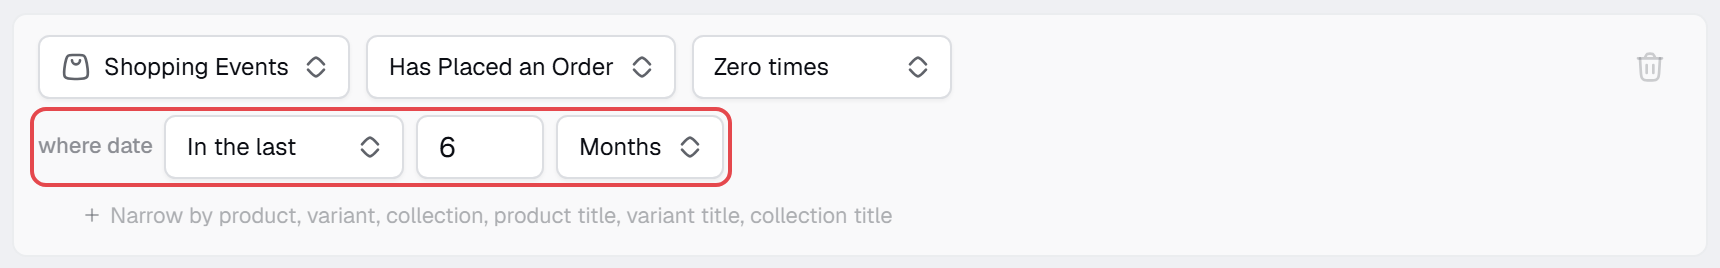 Shopping Events Has Placed an Order Zero times
where date In the last 6 Months
+ Narrow by product, variant, collection, product title, variant title, collection title